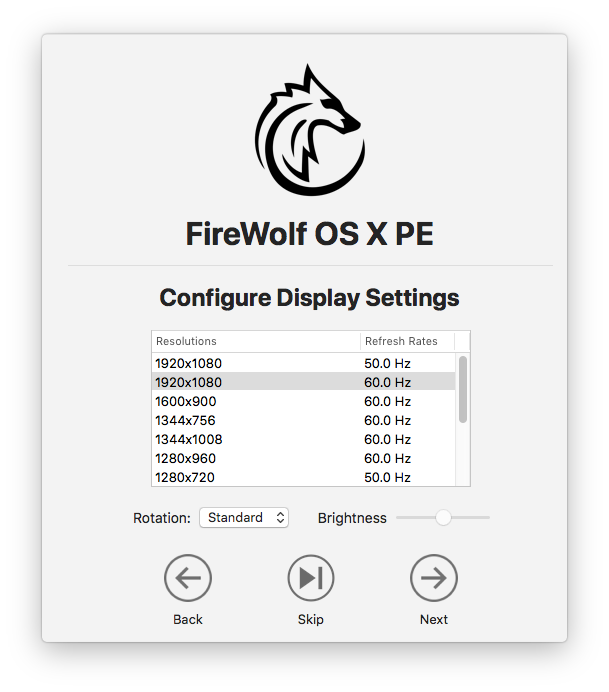 FireWolf OS X PE
Configure Display Settings
Resolutions Refresh Rates
1920x1080 50.0 Hz
1920x1080 60.0 Hz
1600x900 60.0 Hz
1344x756 60.0 Hz
1344x1008 60.0 Hz
1280x960 60.0 Hz
1280x720 50.0 Hz
Rotation: Standard Brightness
Back Skip Next